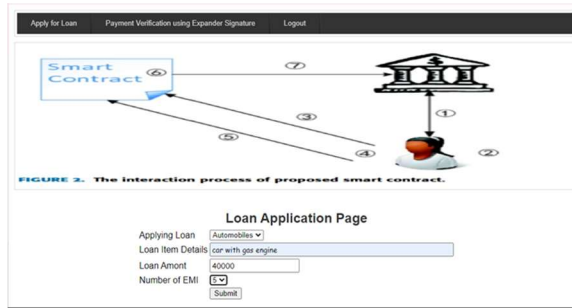 Apply for Loan Payment Verification using Expander Signature Logout
Smart
Contract
⑥
⑦
①
③
⑤
④
②
FIGURE 2. The interaction process of proposed smart contract.
Loan Application Page
Applying Loan Automobiles
Loan Item Details car with gas engine
Loan Amont 40000
Number of EMI 5
Submit